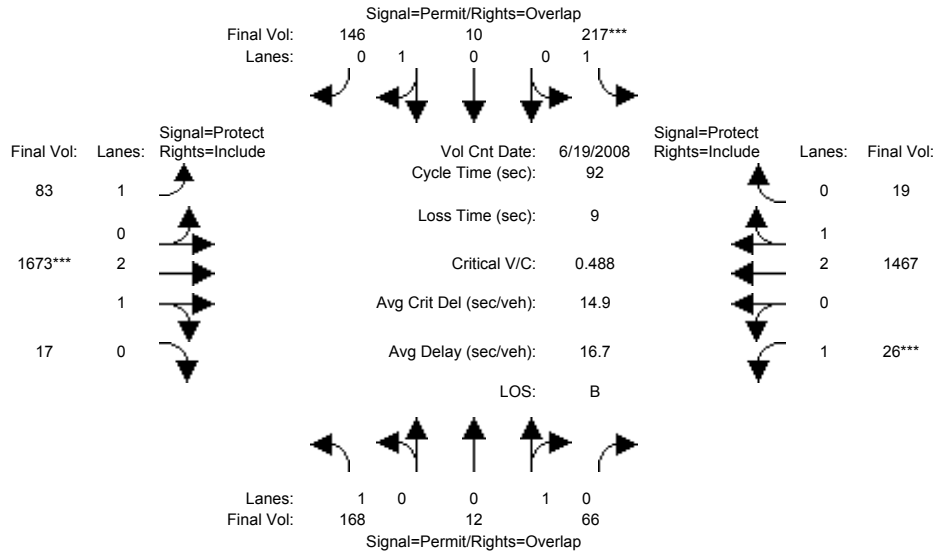 Signal=Permit/Rights=Overlap
Final Vol: 146 10 217***
Lanes: 0 1 0 0 1
Signal=Protect Signal=Protect
Final Vol: Lanes: Rights=Include Vol Cnt Date: 6/19/2008 Rights=Include Lanes: Final Vol:
Cycle Time (sec): 92
83 1 0 19
Loss Time (sec): 9
0 1
1673*** 2 Critical V/C: 0.488 2 1467
1 Avg Crit Del (sec/veh): 14.9 0
17 0 Avg Delay (sec/veh): 16.7 1 26***
LOS: B
Lanes: 1 0 0 1 0
Final Vol: 168 12 66
Signal=Permit/Rights=Overlap